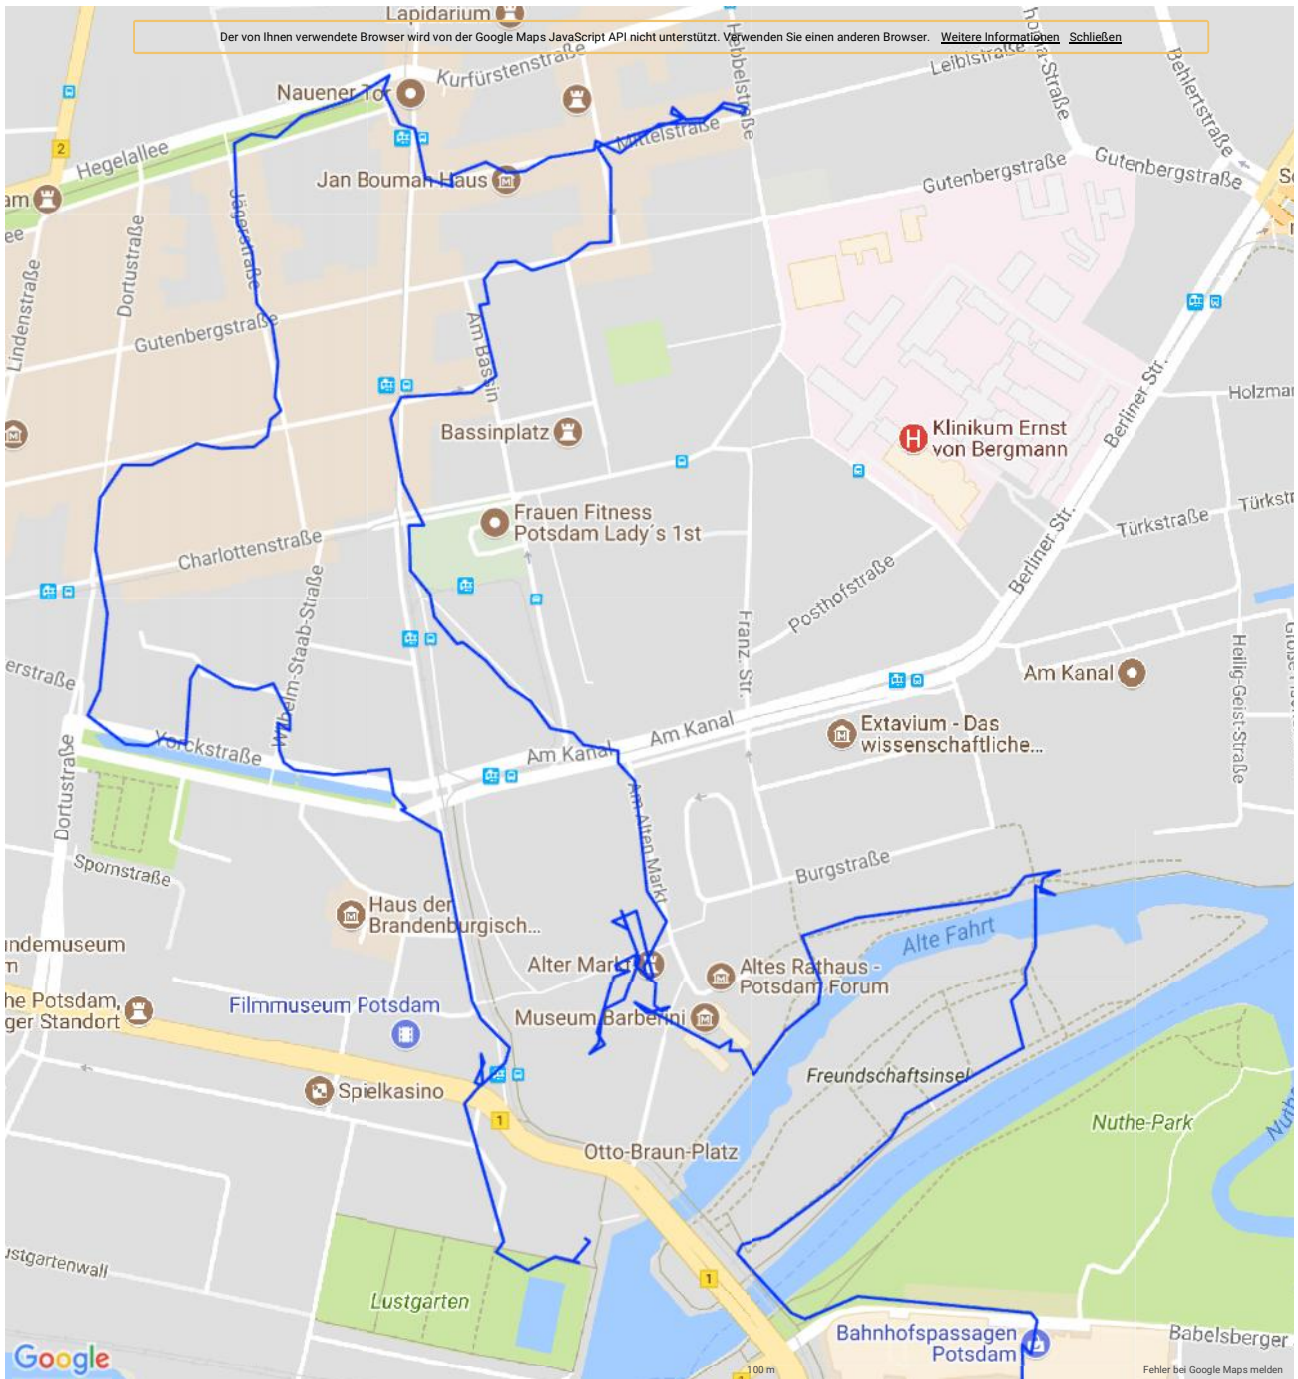 Lapidarium
Der von Ihnen verwendete Browser wird von der Google Maps JavaScript API nicht unterstützt. Verwenden Sie einen anderen Browser. Weitere Informationen Schließen
Kurfürstenstraße
Hebbelstraße
Leiblstraße
Behlertstraße
Nauener Tor
2
Hegelallee
Mittelstraße
Jan Bouman Haus
Gutenbergstraße
Gutenbergstraße
Jägerstraße
Dortustraße
Lindenstraße
Gutenbergstraße
Am Bassin
Berliner Str.
Bassinplatz
Klinikum Ernst
von Bergmann
Frauen Fitness
Potsdam Lady´s 1st
Türkstraße
Charlottenstraße
Berliner Str.
Posthofstraße
Wilhelm-Staab-Straße
Franz. Str.
Heilig-Geist-Straße
Am Kanal
Extavium - Das
wissenschaftliche...
Yorckstraße
Am Kanal
Am Kanal
Dortustraße
Am Alten Markt
Spornstraße
Burgstraße
Haus der
Brandenburgisch...
Alte Fahrt
Alter Markt
Altes Rathaus -
Potsdam Forum
Filmmuseum Potsdam
Museum Barberini
Spielkasino
Freundschaftsinsel
1
Nuthe-Park
Otto-Braun-Platz
1
Lustgarten
Bahnhofspassagen
Potsdam
Babelsberger
Google
100 m
Fehler bei Google Maps melden